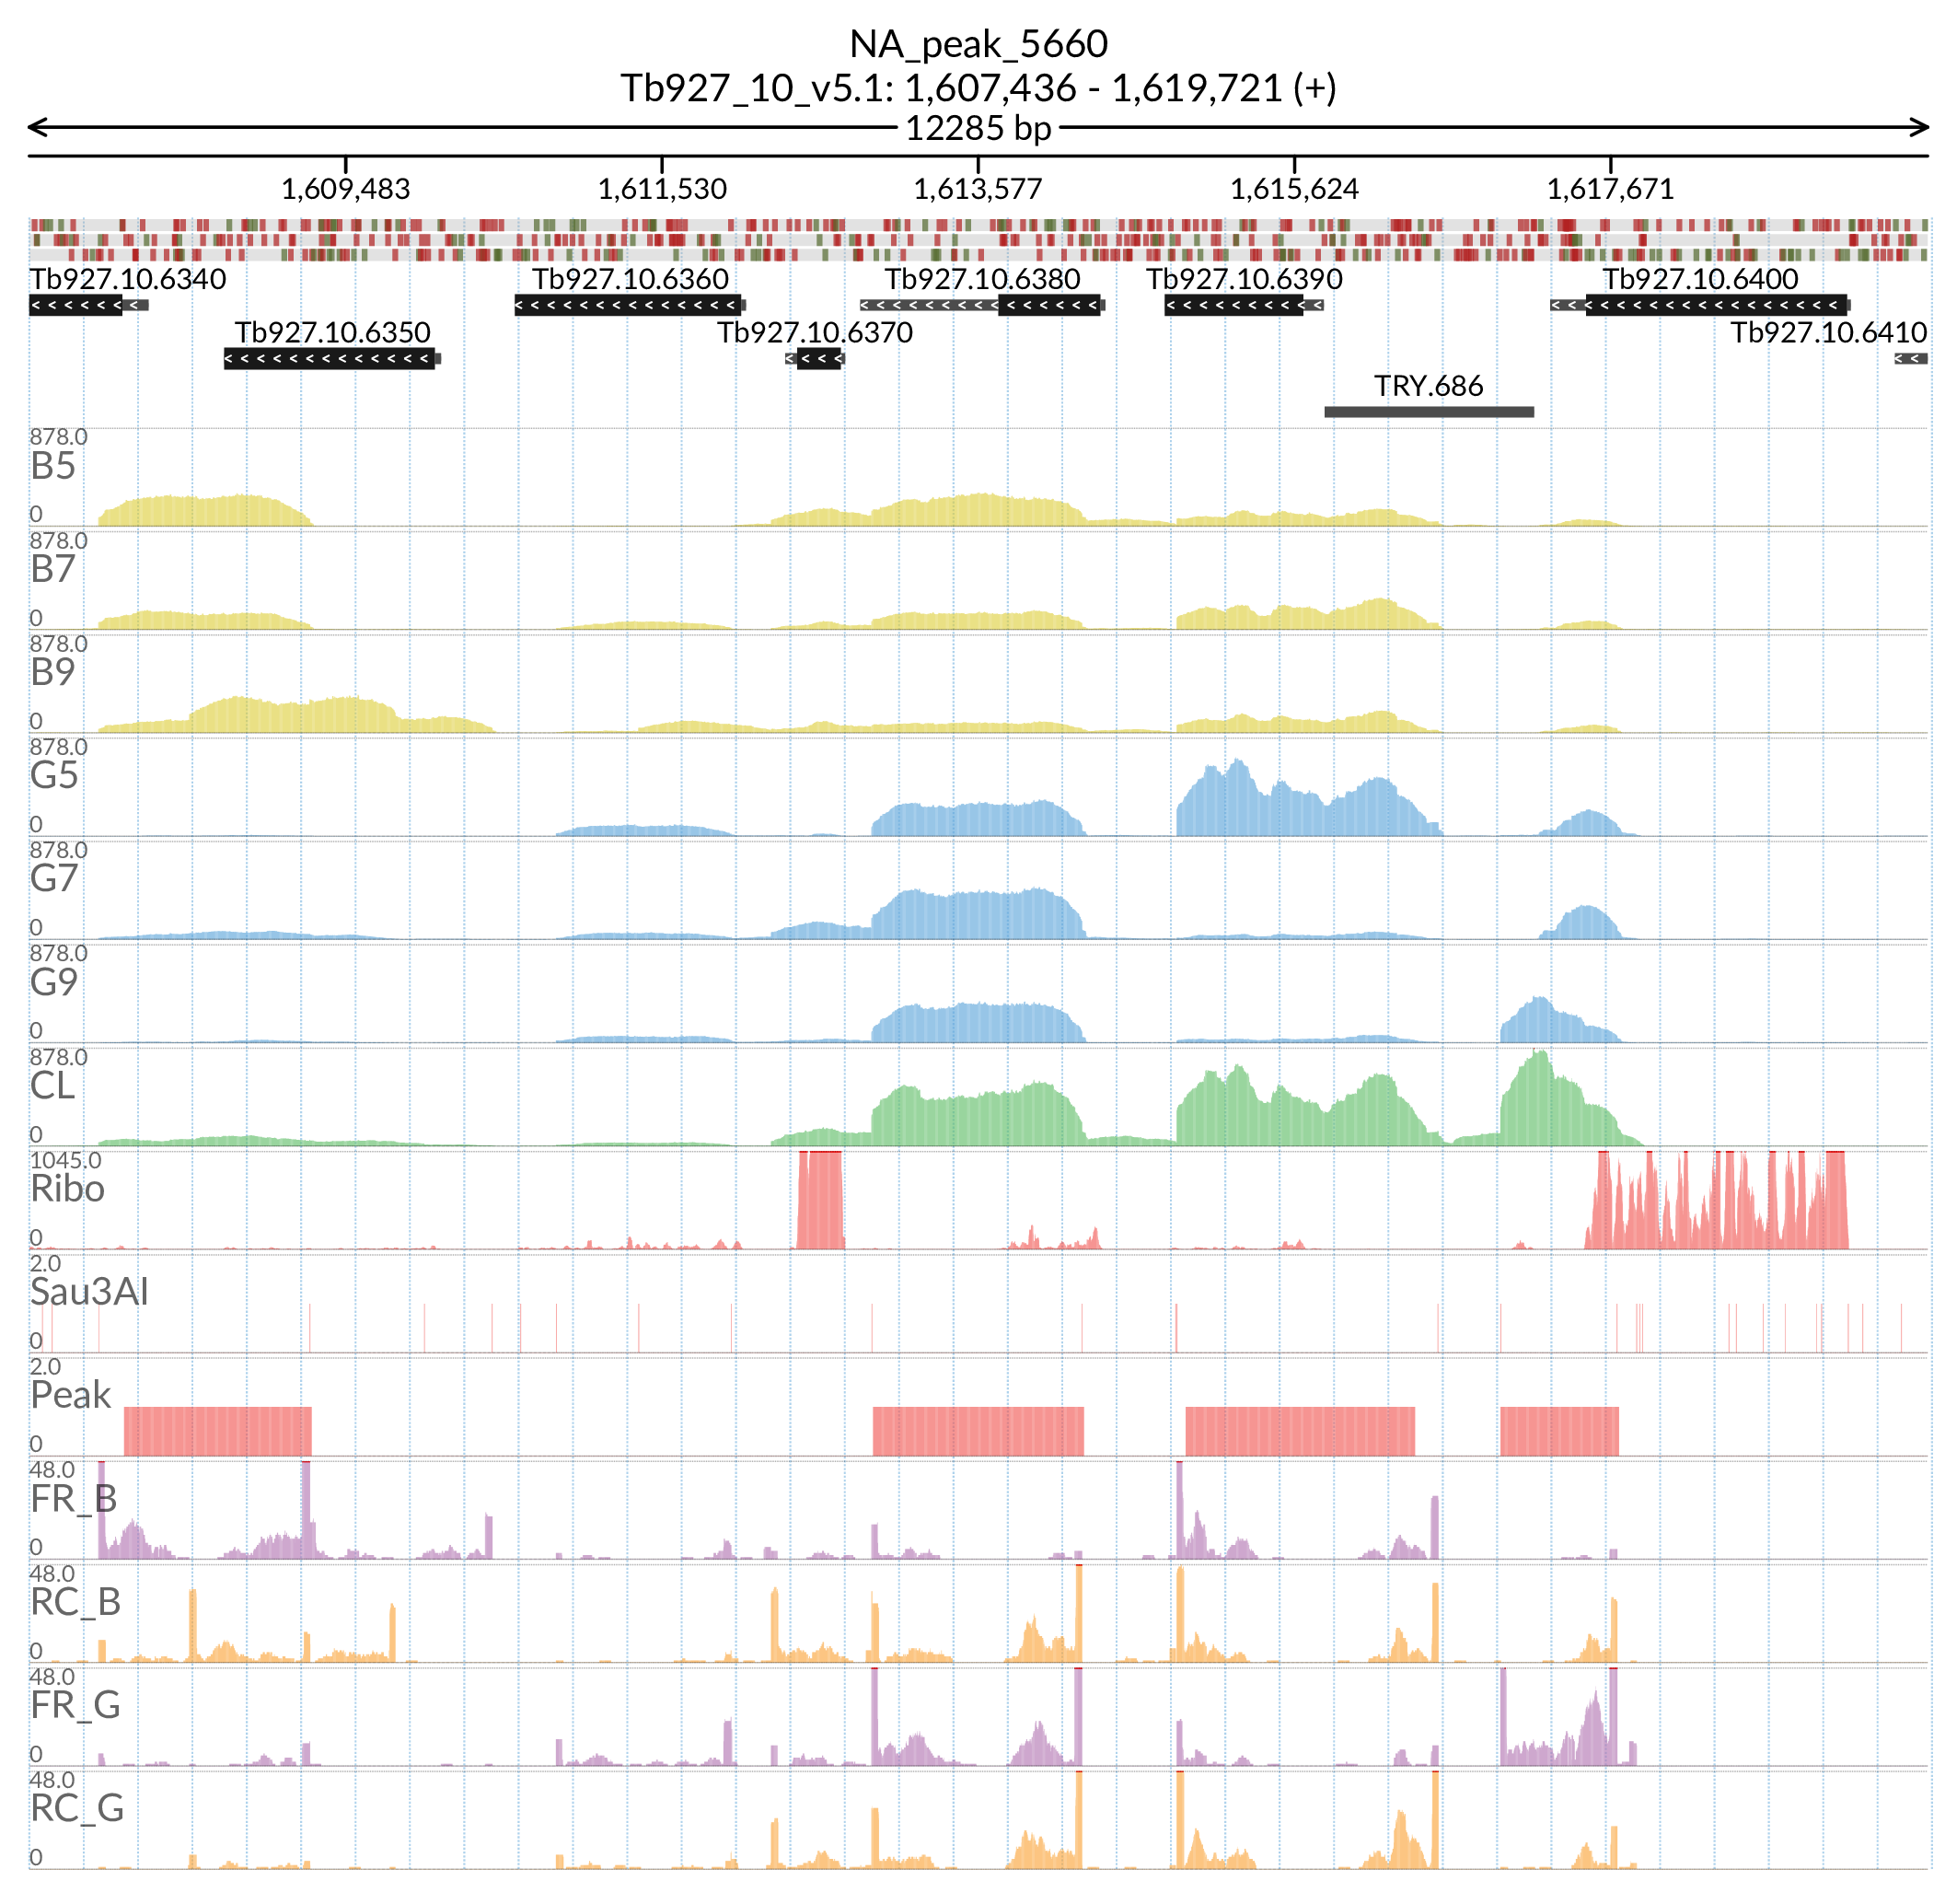 NA_peak_5660
Tb927_10_v5.1: 1,607,436 - 1,619,721 (+)
12285 bp
1,609,483 1,611,530 1,613,577 1,615,624 1,617,671
Tb927.10.6340 Tb927.10.6360 Tb927.10.6380 Tb927.10.6390 Tb927.10.6400
Tb927.10.6350 Tb927.10.6370 Tb927.10.6410
TRY.686
878.0
B5
0
878.0
B7
0
878.0
B9
0
878.0
G5
0
878.0
G7
0
878.0
G9
0
878.0
CL
0
1045.0
Ribo
0
2.0
Sau3AI
0
2.0
Peak
0
48.0
FR_B
0
48.0
RC_B
0
48.0
FR_G
0
48.0
RC_G
0